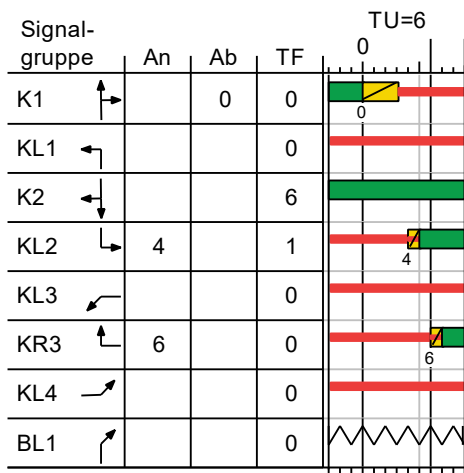 TU=6
Signal-
gruppe An Ab TF 0
K1 0 0
0
KL1 0
K2 6
KL2 4 1
4
KL3 0
KR3 6 0
6
KL4 0
BL1 0